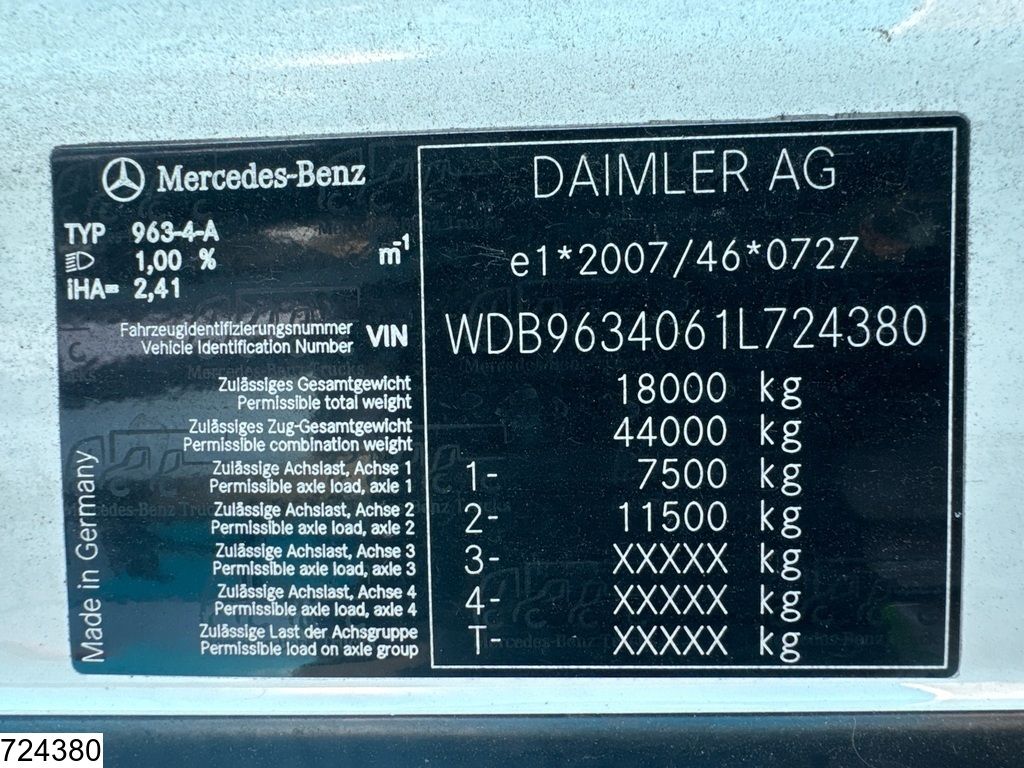 Mercedes-Benz
TYP 963-4-A
1,00 % m⁻¹
iHA= 2,41
DAIMLER AG
e1*2007/46*0727
Fahrzeugidentifizierungsnummer
Vehicle Identification Number
VIN WDB9634061L724380
Zulässiges Gesamtgewicht
Permissible total weight
18000 kg
Zulässiges Zug-Gesamtgewicht
Permissible combination weight
44000 kg
Zulässige Achslast, Achse 1
Permissible axle load, axle 1
1- 7500 kg
Zulässige Achslast, Achse 2
Permissible axle load, axle 2
2- 11500 kg
Zulässige Achslast, Achse 3
Permissible axle load, axle 3
3- XXXXX kg
Zulässige Achslast, Achse 4
Permissible axle load, axle 4
4- XXXXX kg
Zulässige Last der Achsgruppe
Permissible load on axle group
T- XXXXX kg
Made in Germany
724380